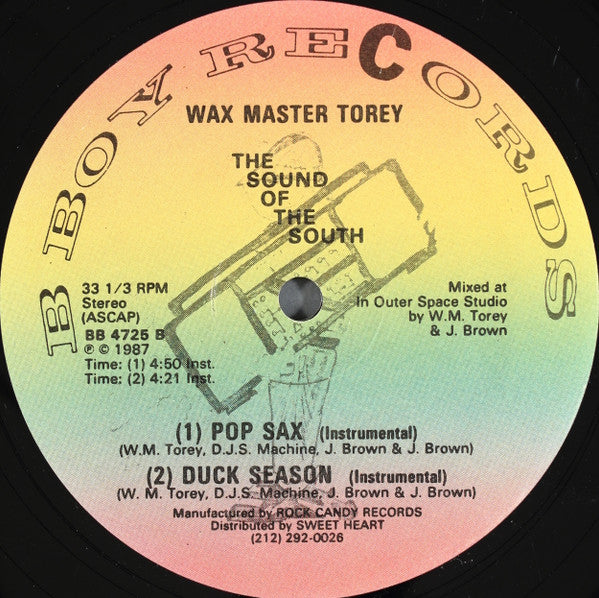 B BOY RECORDS
WAX MASTER TOREY
THE
SOUND
OF
THE
SOUTH
33 1/3 RPM
Stereo
(ASCAP)
BB 4725 B
℗ © 1987
Time: (1) 4:50 Inst.
Time: (2) 4:21 Inst.
Mixed at
In Outer Space Studio
by W.M. Torey
& J. Brown
(1) POP SAX (Instrumental)
(W.M. Torey, D.J.S. Machine, J. Brown & J. Brown)
(2) DUCK SEASON (Instrumental)
(W. M. Torey, D.J.S. Machine, J. Brown & J. Brown)
Manufactured by ROCK CANDY RECORDS
Distributed by SWEET HEART
(212) 292-0026